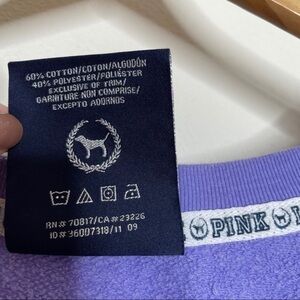 60% COTTON/COTON/ALGODÓN
40% POLYESTER/POLIÉSTER
EXCLUSIVE OF TRIM/
GARNITURE NON COMPRISE/
EXCEPTO ADORNOS
RN# 70817/CA# 23226
ID# 36007318/11 09
PINK